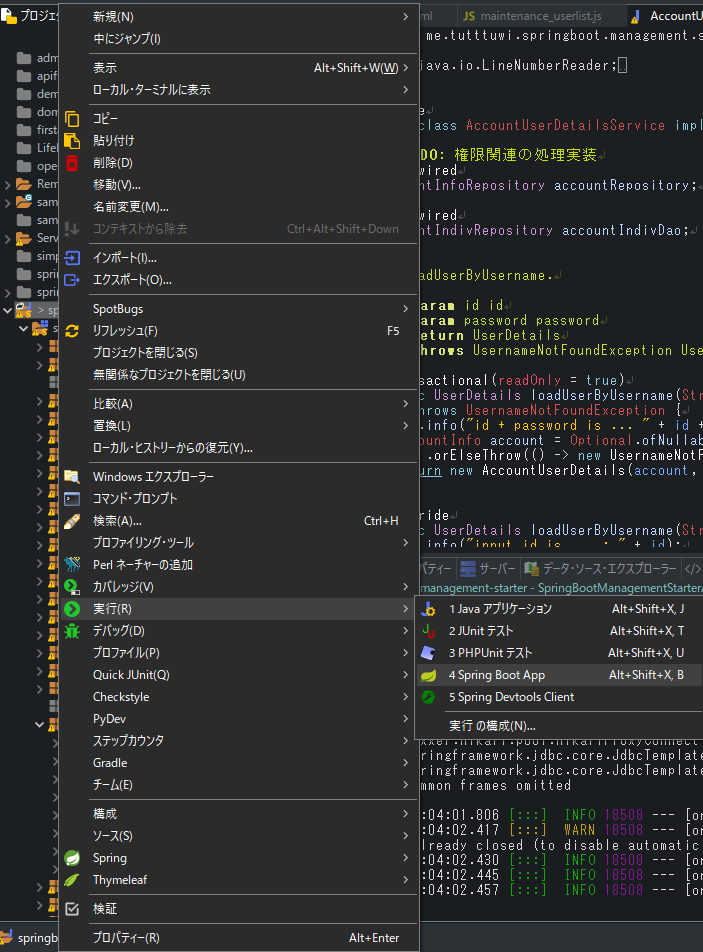 プロジェク
adm
apif
dem
dom
first
Lifel
ope
Rem
sam
sam
Serv
simp
sprin
sprin
> sp
s
springb
新規(N)
中にジャンプ(I)
表示 Alt+Shift+W(W)
ローカル・ターミナルに表示
コピー
貼り付け
削除(D)
移動(V)...
名前変更(M)...
コンテキストから除去 Ctrl+Alt+Shift+Down
インポート(I)...
エクスポート(O)...
SpotBugs
リフレッシュ(F) F5
プロジェクトを閉じる(S)
無関係なプロジェクトを閉じる(U)
比較(A)
置換(L)
ローカル・ヒストリーからの復元(Y)...
Windows エクスプローラー
コマンド・プロンプト
検索(A)... Ctrl+H
プロファイリング・ツール
Perl ネーチャーの追加
カバレッジ(V)
実行(R)
デバッグ(D)
プロファイル(P)
Quick JUnit(Q)
Checkstyle
PyDev
ステップカウンタ
Gradle
チーム(E)
構成
ソース(S)
Spring
Thymeleaf
検証
プロパティー(R) Alt+Enter
ml JS maintenance_userlist.js AccountU
me.tutttuwi.springboot.management.s
java.io.LineNumberReader;
e
class AccountUserDetailsService impl
DO: 権限関連の処理実装
wired
ntInfoRepository accountRepository;
wired
ntIndivRepository accountIndivDao;
adUserByUsername.
aram id id
aram password password
eturn UserDetails
hrows UsernameNotFoundException Use
sactional(readOnly = true)
c UserDetails loadUserByUsername(Str
hrows UsernameNotFoundException {
.info("id + password is ... " + id +
ountInfo account = Optional.ofNullab
.orElseThrow(() -> new UsernameNotF
urn new AccountUserDetails(account,
ride
c UserDetails loadUserByUsername(Str
.info("input id is ... : " + id);
パティー サーバー データ・ソース・エクスプローラー
management-starter - SpringBootManagementStarterA
1 Java アプリケーション Alt+Shift+X, J
2 JUnit テスト Alt+Shift+X, T
3 PHPUnit テスト Alt+Shift+X, U
4 Spring Boot App Alt+Shift+X, B
5 Spring Devtools Client
実行 の構成(N)...
xxer.hikari.pool.HikariProxyConnect
ringframework.jdbc.core.JdbcTemplate
ringframework.jdbc.core.JdbcTemplate
mmon frames omitted
:04:01.806 [:::] INFO 18508 --- [or
:04:02.417 [:::] WARN 18508 --- [or
lready closed (to disable automatic
:04:02.430 [:::] INFO 18508 --- [or
:04:02.445 [:::] INFO 18508 --- [or
:04:02.457 [:::] INFO 18508 --- [or